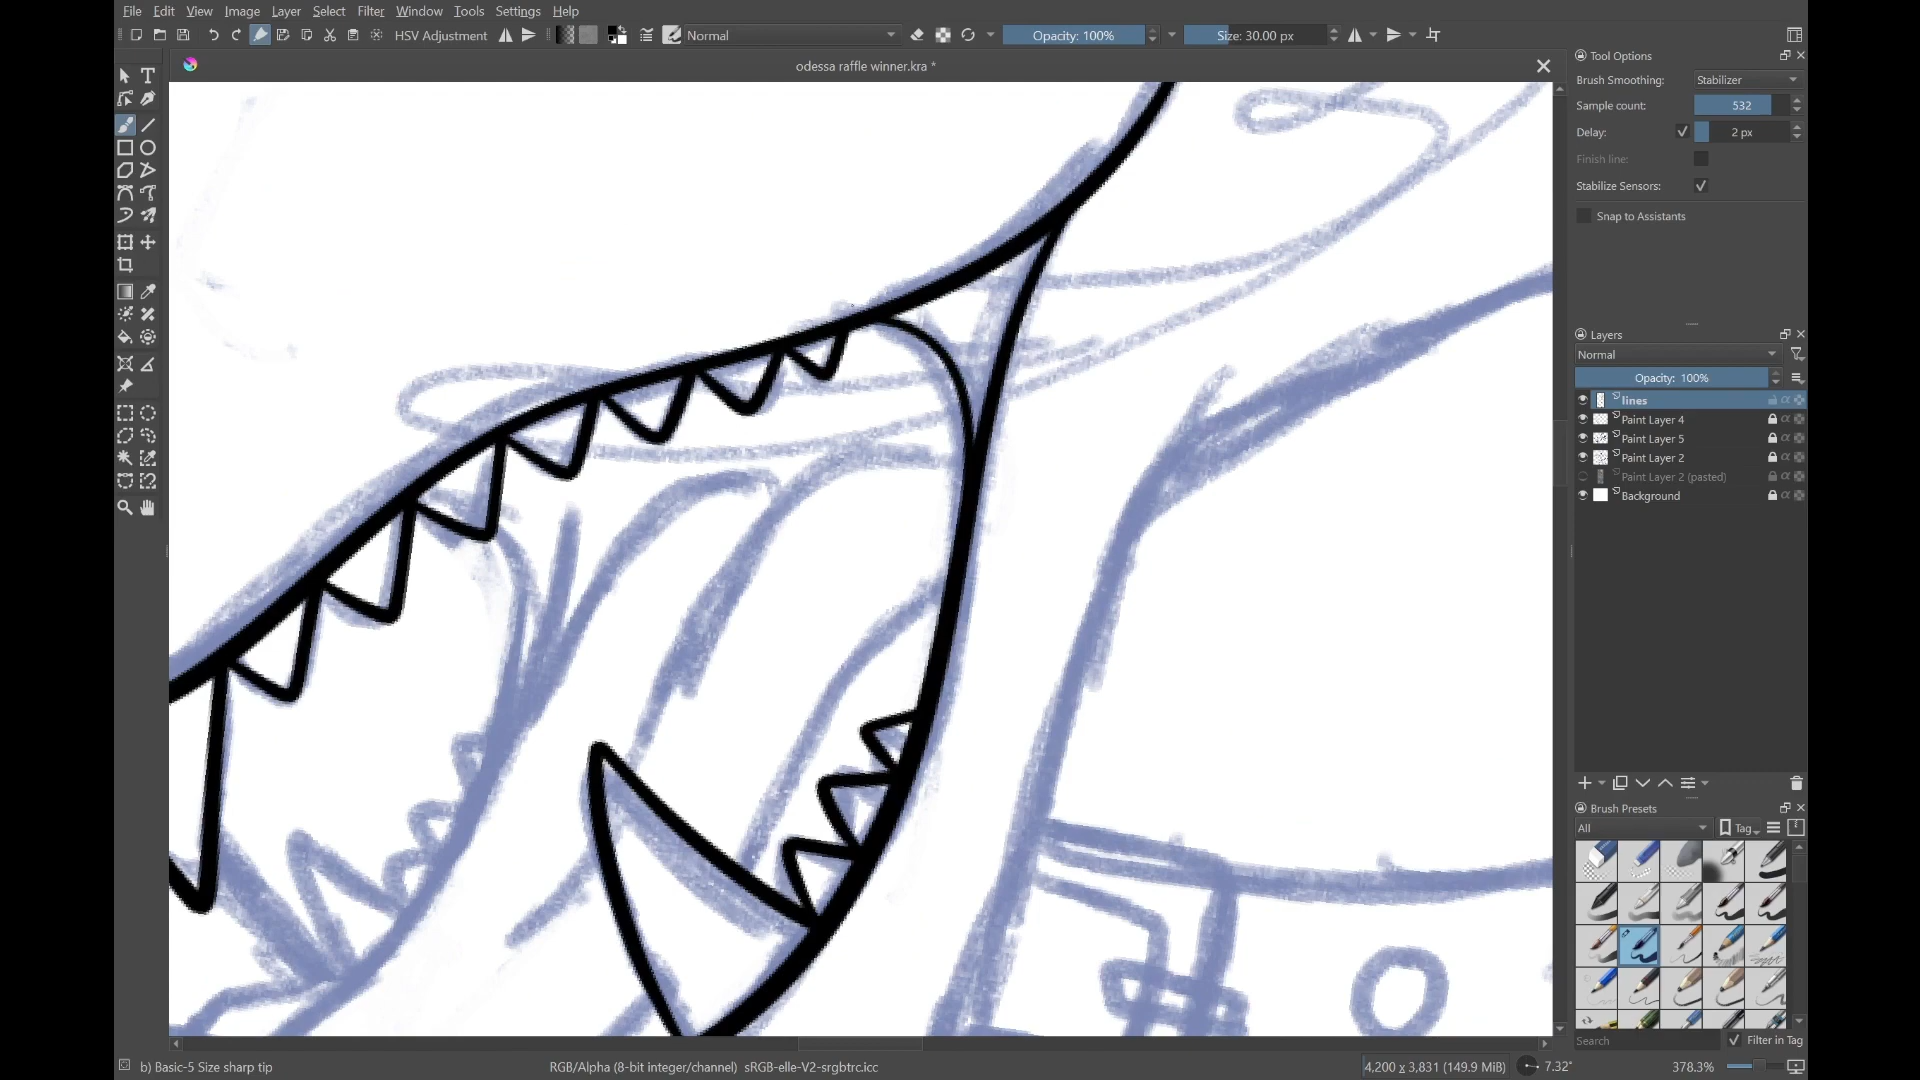 File Edit View Image Layer Select Filter Window Tools Settings Help
HSV Adjustment Normal Opacity: 100% Size: 30.00 px
odessa raffle winner.kra *
Tool Options
Brush Smoothing: Stabilizer
Sample count: 532
Delay: 2 px
Finish line:
Stabilize Sensors:
Snap to Assistants
Layers
Normal
Opacity: 100%
lines
Paint Layer 4
Paint Layer 5
Paint Layer 2
Paint Layer 2 (pasted)
Background
Brush Presets
All Tag
Search Filter in Tag
b) Basic-5 Size sharp tip RGB/Alpha (8-bit integer/channel) sRGB-elle-V2-srgbtrc.icc 4,200 x 3,831 (149.9 MiB) 7.32° 378.3%